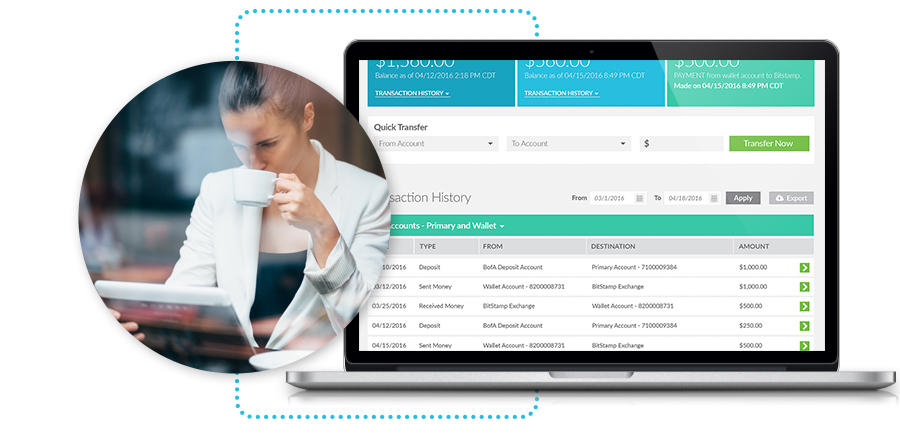 $1,560.00 $560.00 $500.00
Balance as of 04/12/2016 2:18 PM CDT Balance as of 04/15/2016 8:49 PM CDT PAYMENT from wallet account to Bitstamp.
Made on 04/15/2016 8:49 PM CDT
TRANSACTION HISTORY TRANSACTION HISTORY
Quick Transfer
From Account To Account $ Transfer Now
saction History From 03/1/2016 To 04/18/2016 Apply Export
ccounts - Primary and Wallet
TYPE FROM DESTINATION AMOUNT
10/2016 Deposit BofA Deposit Account Primary Account - 7100009384 $1,000.00
03/12/2016 Sent Money Wallet Account - 8200008731 BitStamp Exchange $1,000.00
03/25/2016 Received Money BitStamp Exchange Wallet Account - 8200008731 $500.00
04/12/2016 Deposit BofA Deposit Account Primary Account - 7100009384 $250.00
04/15/2016 Sent Money Wallet Account - 8200008731 BitStamp Exchange $500.00